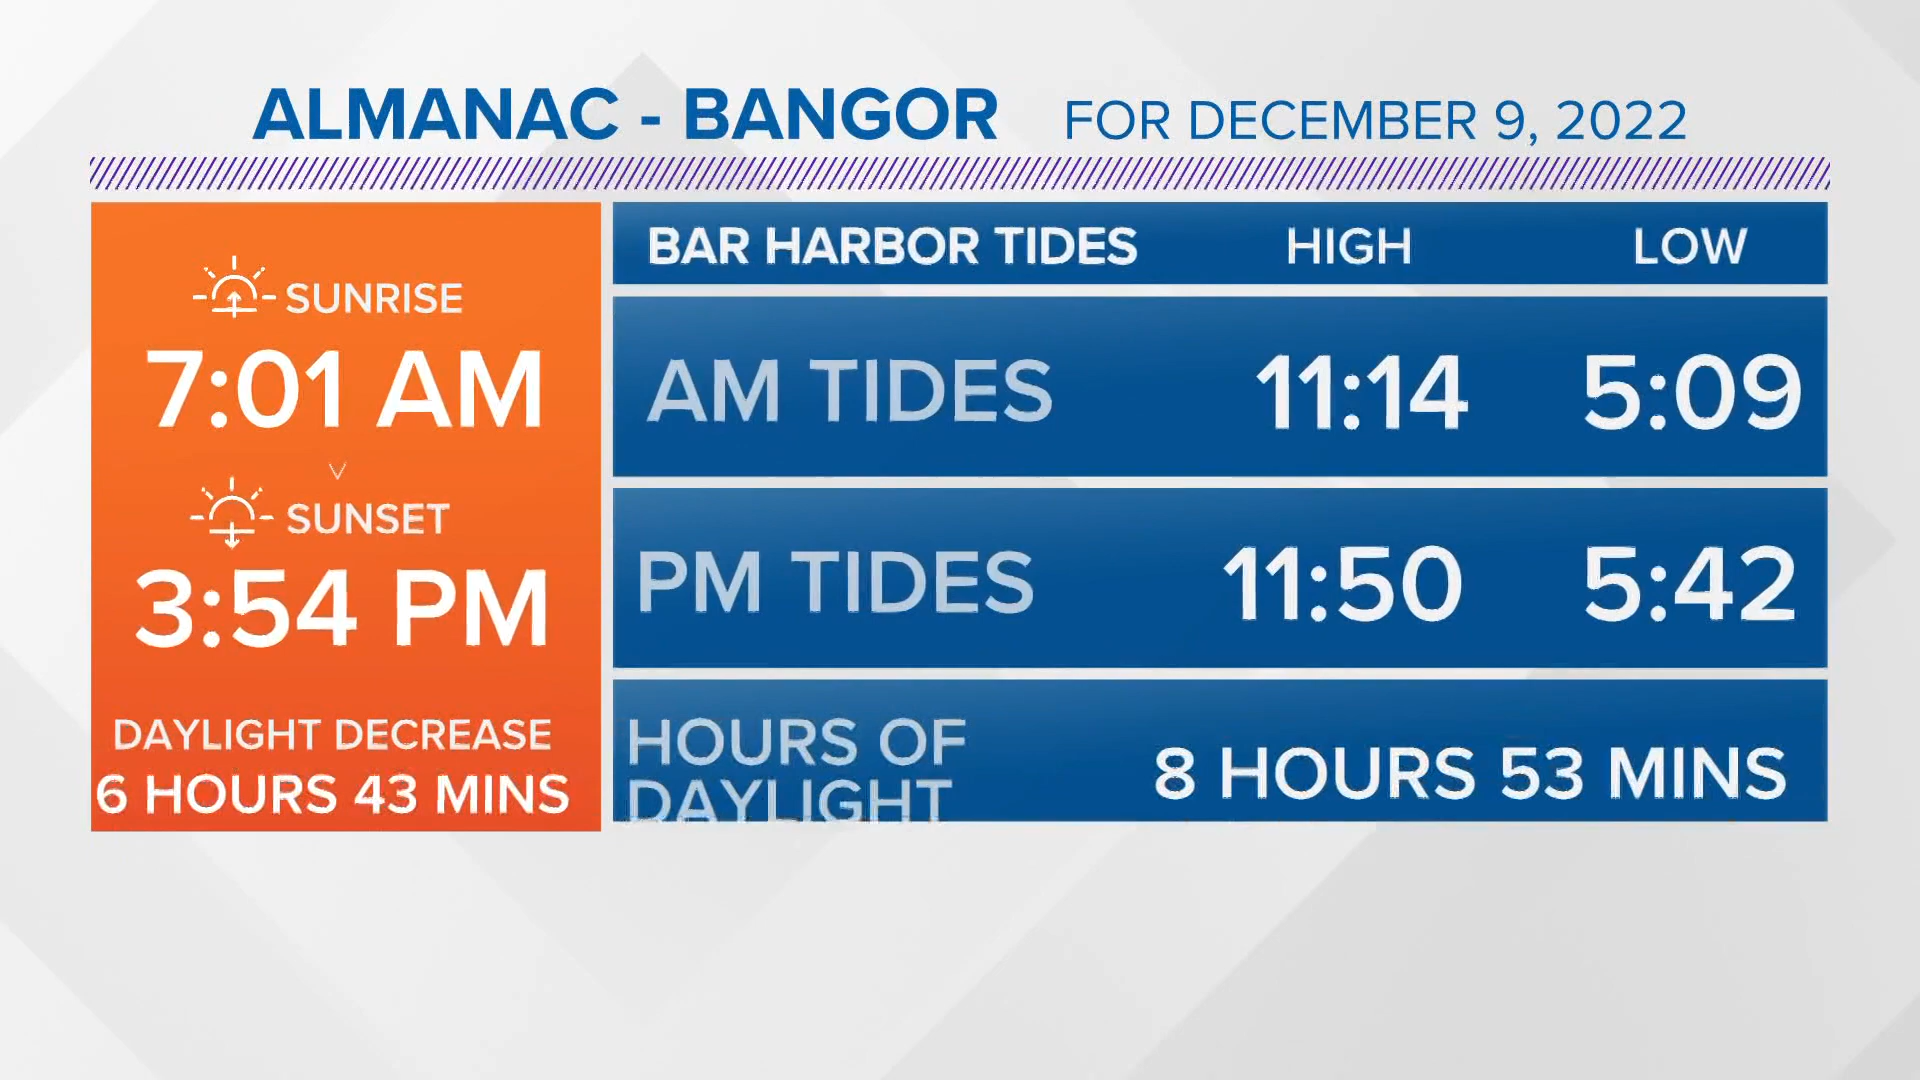 ALMANAC - BANGOR FOR DECEMBER 9, 2022
SUNRISE
7:01 AM
SUNSET
3:54 PM
DAYLIGHT DECREASE
6 HOURS 43 MINS
BAR HARBOR TIDES HIGH LOW
AM TIDES 11:14 5:09
PM TIDES 11:50 5:42
HOURS OF
DAYLIGHT
8 HOURS 53 MINS